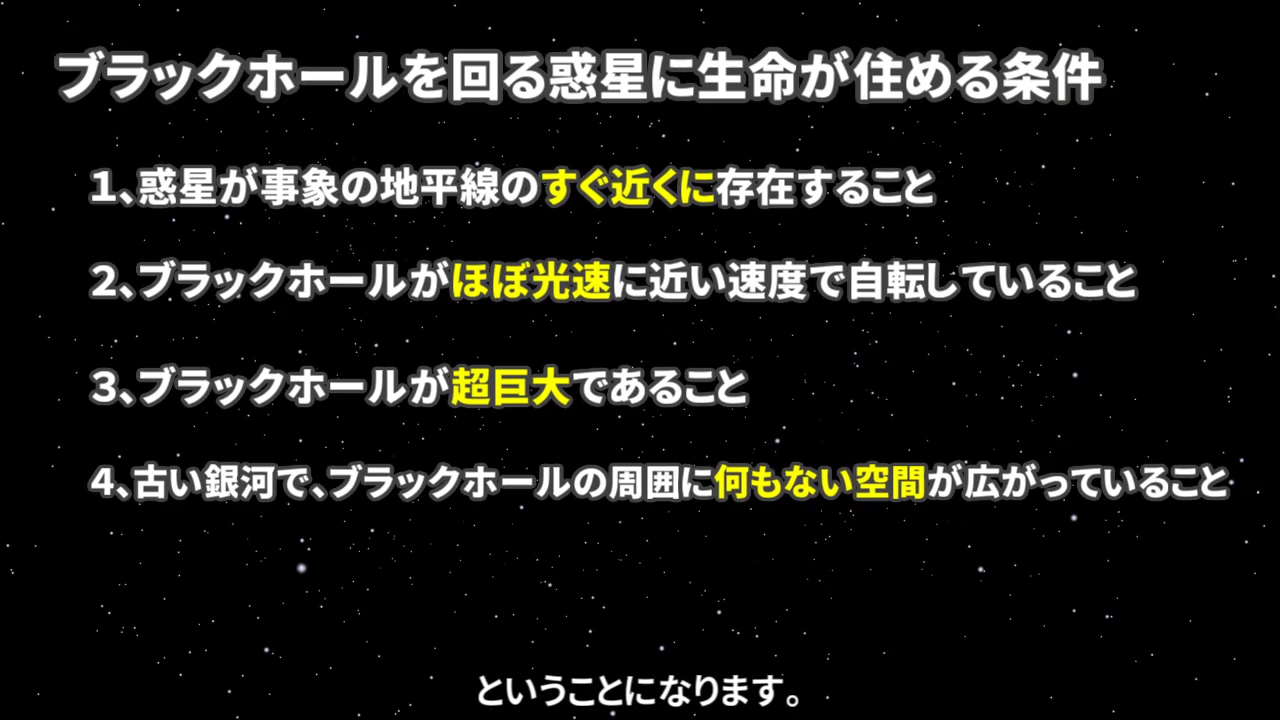 ブラックホールを回る惑星に生命が住める条件
１、惑星が事象の地平線のすぐ近くに存在すること
２、ブラックホールがほぼ光速に近い速度で自転していること
３、ブラックホールが超巨大であること
４、古い銀河で、ブラックホールの周囲に何もない空間が広がっていること
ということになります。